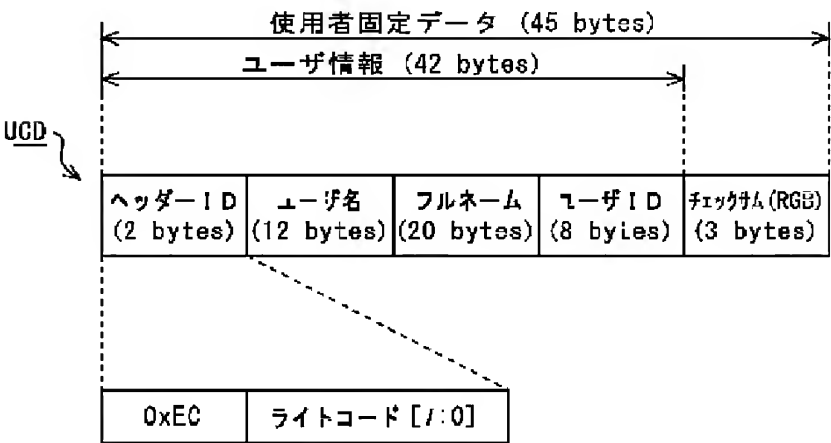 使用者固定データ (45 bytes)
ユーザ情報 (42 bytes)
UCD
ヘッダーID ユーザ名 フルネーム ユーザID チェックサム(RGB)
(2 bytes) (12 bytes) (20 bytes) (8 bytes) (3 bytes)
0xEC ライトコード [7:0]